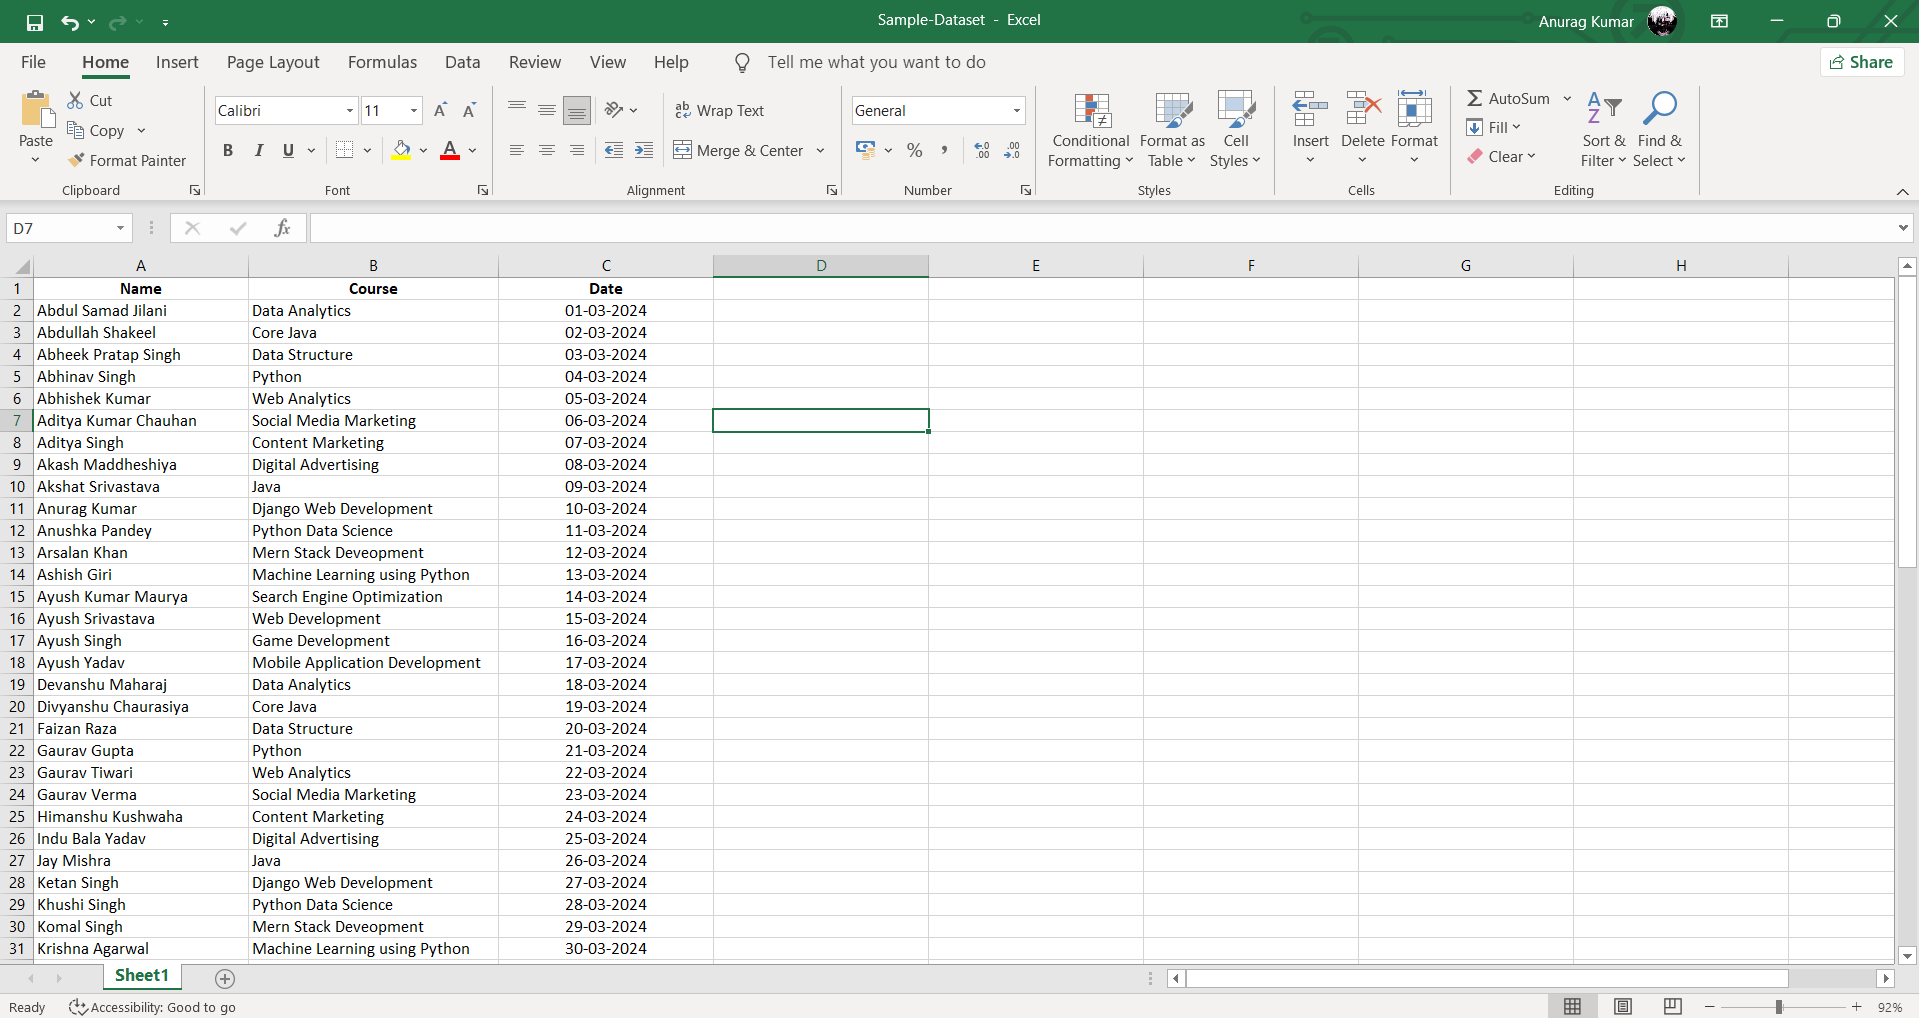 Sample-Dataset - Excel
Anurag Kumar
File Home Insert Page Layout Formulas Data Review View Help Tell me what you want to do Share
Paste Cut Copy Format Painter Clipboard
Calibri 11 B I U A Font
ab Wrap Text Merge & Center Alignment
General % , .00 .00 Number
Conditional Formatting Format as Table Cell Styles Styles
Insert Delete Format Cells
AutoSum Fill Clear Sort & Filter Find & Select Editing
D7 fx
A B C D E F G H
1 Name Course Date
2 Abdul Samad Jilani Data Analytics 01-03-2024
3 Abdullah Shakeel Core Java 02-03-2024
4 Abheek Pratap Singh Data Structure 03-03-2024
5 Abhinav Singh Python 04-03-2024
6 Abhishek Kumar Web Analytics 05-03-2024
7 Aditya Kumar Chauhan Social Media Marketing 06-03-2024
8 Aditya Singh Content Marketing 07-03-2024
9 Akash Maddheshiya Digital Advertising 08-03-2024
10 Akshat Srivastava Java 09-03-2024
11 Anurag Kumar Django Web Development 10-03-2024
12 Anushka Pandey Python Data Science 11-03-2024
13 Arsalan Khan Mern Stack Deveopment 12-03-2024
14 Ashish Giri Machine Learning using Python 13-03-2024
15 Ayush Kumar Maurya Search Engine Optimization 14-03-2024
16 Ayush Srivastava Web Development 15-03-2024
17 Ayush Singh Game Development 16-03-2024
18 Ayush Yadav Mobile Application Development 17-03-2024
19 Devanshu Maharaj Data Analytics 18-03-2024
20 Divyanshu Chaurasiya Core Java 19-03-2024
21 Faizan Raza Data Structure 20-03-2024
22 Gaurav Gupta Python 21-03-2024
23 Gaurav Tiwari Web Analytics 22-03-2024
24 Gaurav Verma Social Media Marketing 23-03-2024
25 Himanshu Kushwaha Content Marketing 24-03-2024
26 Indu Bala Yadav Digital Advertising 25-03-2024
27 Jay Mishra Java 26-03-2024
28 Ketan Singh Django Web Development 27-03-2024
29 Khushi Singh Python Data Science 28-03-2024
30 Komal Singh Mern Stack Deveopment 29-03-2024
31 Krishna Agarwal Machine Learning using Python 30-03-2024
Sheet1
Ready Accessibility: Good to go 92%